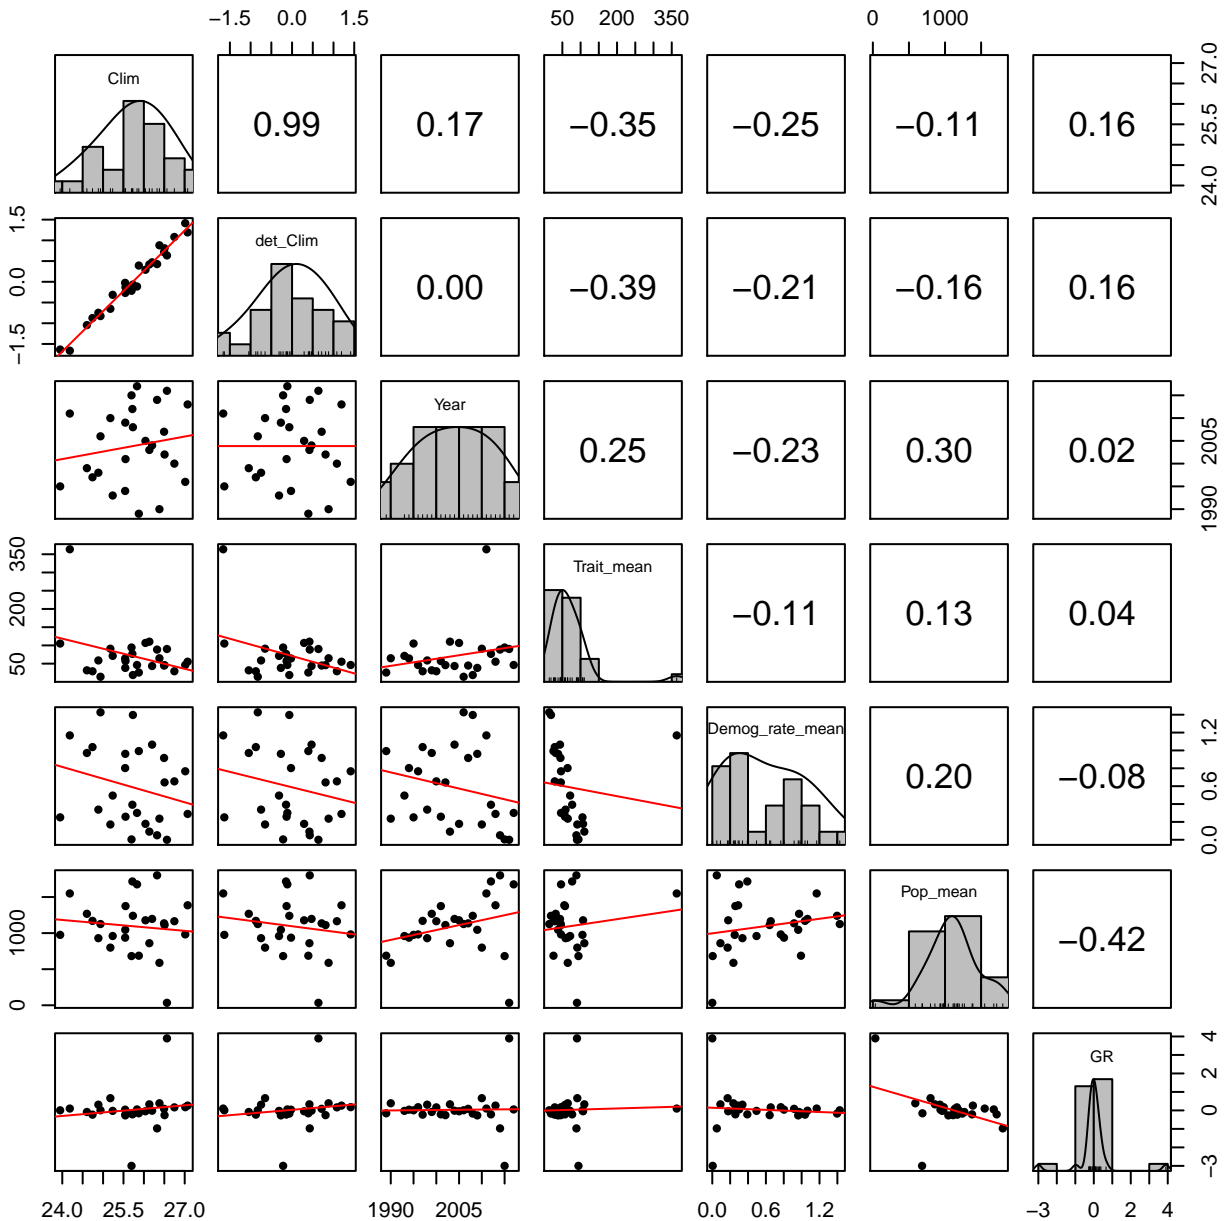 −1.5 0.0 1.5 50 200 350 0 1000
Clim 0.99 0.17 −0.35 −0.25 −0.11 0.16 24.0 25.5 27.0
−1.5 0.0 1.5 det_Clim 0.00 −0.39 −0.21 −0.16 0.16
Year 0.25 −0.23 0.30 0.02 1990 2005
50 200 350 Trait_mean −0.11 0.13 0.04
Demog_rate_mean 0.20 −0.08 0.0 0.6 1.2
0 1000 Pop_mean −0.42
GR −3 0 2 4
24.0 25.5 27.0 1990 2005 0.0 0.6 1.2 −3 0 2 4